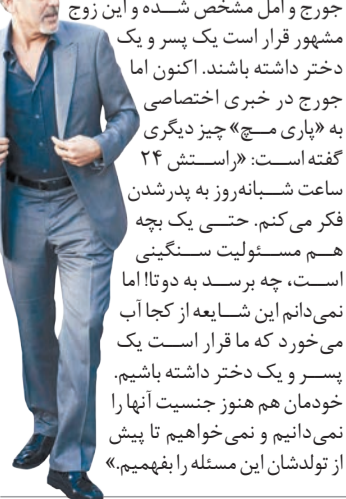 جورج و امل مشخص شده و این زوج
مشهور قرار است یک پسر و یک
دختر داشته باشند. اکنون اما
جورج در خبری اختصاصی
به «پاری مچ» چیز دیگری
گفته است: «راستش ۲۴
ساعت شبانه‌روز به پدرشدن
فکر می‌کنم. حتی یک بچه
هم مسئولیت سنگینی
است، چه برسد به دوتا! اما
نمی‌دانم این شایعه از کجا آب
می‌خورد که ما قرار است یک
پسر و یک دختر داشته باشیم.
خودمان هم هنوز جنسیت آنها را
نمی‌دانیم و نمی‌خواهیم تا پیش
از تولدشان این مسئله را بفهمیم.»